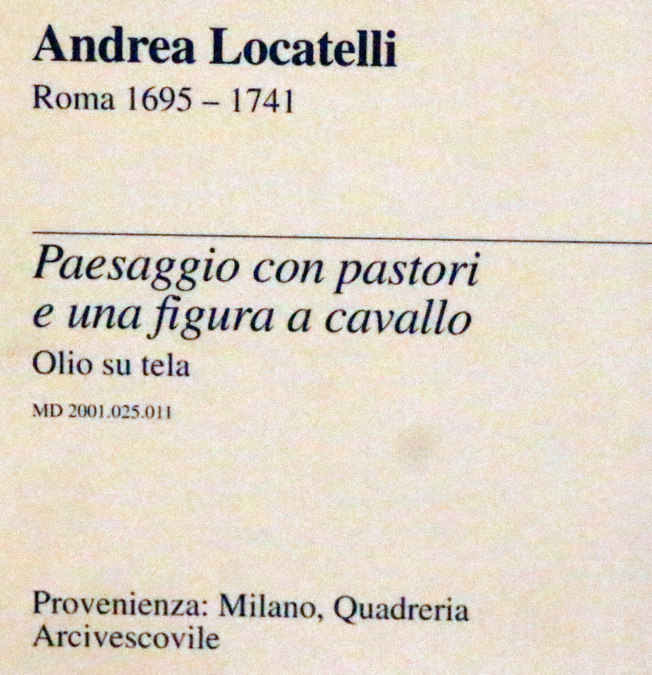 Andrea Locatelli
Roma 1695 – 1741
Paesaggio con pastori
e una figura a cavallo
Olio su tela
MD 2001.025.011
Provenienza: Milano, Quadreria
Arcivescovile